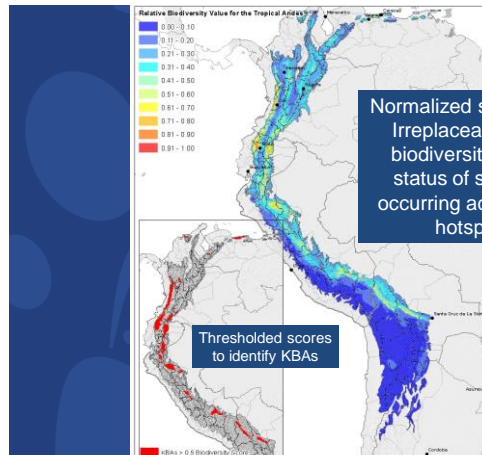 Relative Biodiversity Value for the Tropical Andes
0.00 - 0.10
0.11 - 0.20
0.21 - 0.30
0.31 - 0.40
0.41 - 0.50
0.51 - 0.60
0.61 - 0.70
0.71 - 0.80
0.81 - 0.90
0.91 - 1.00
Normalized s
Irreplacea
biodiversit
status of s
occurring ac
hotsp
Thresholded scores
to identify KBAs
Santa Cruz de La Sie
Cordoba
KBAs > 0.5 Biodiversity Score